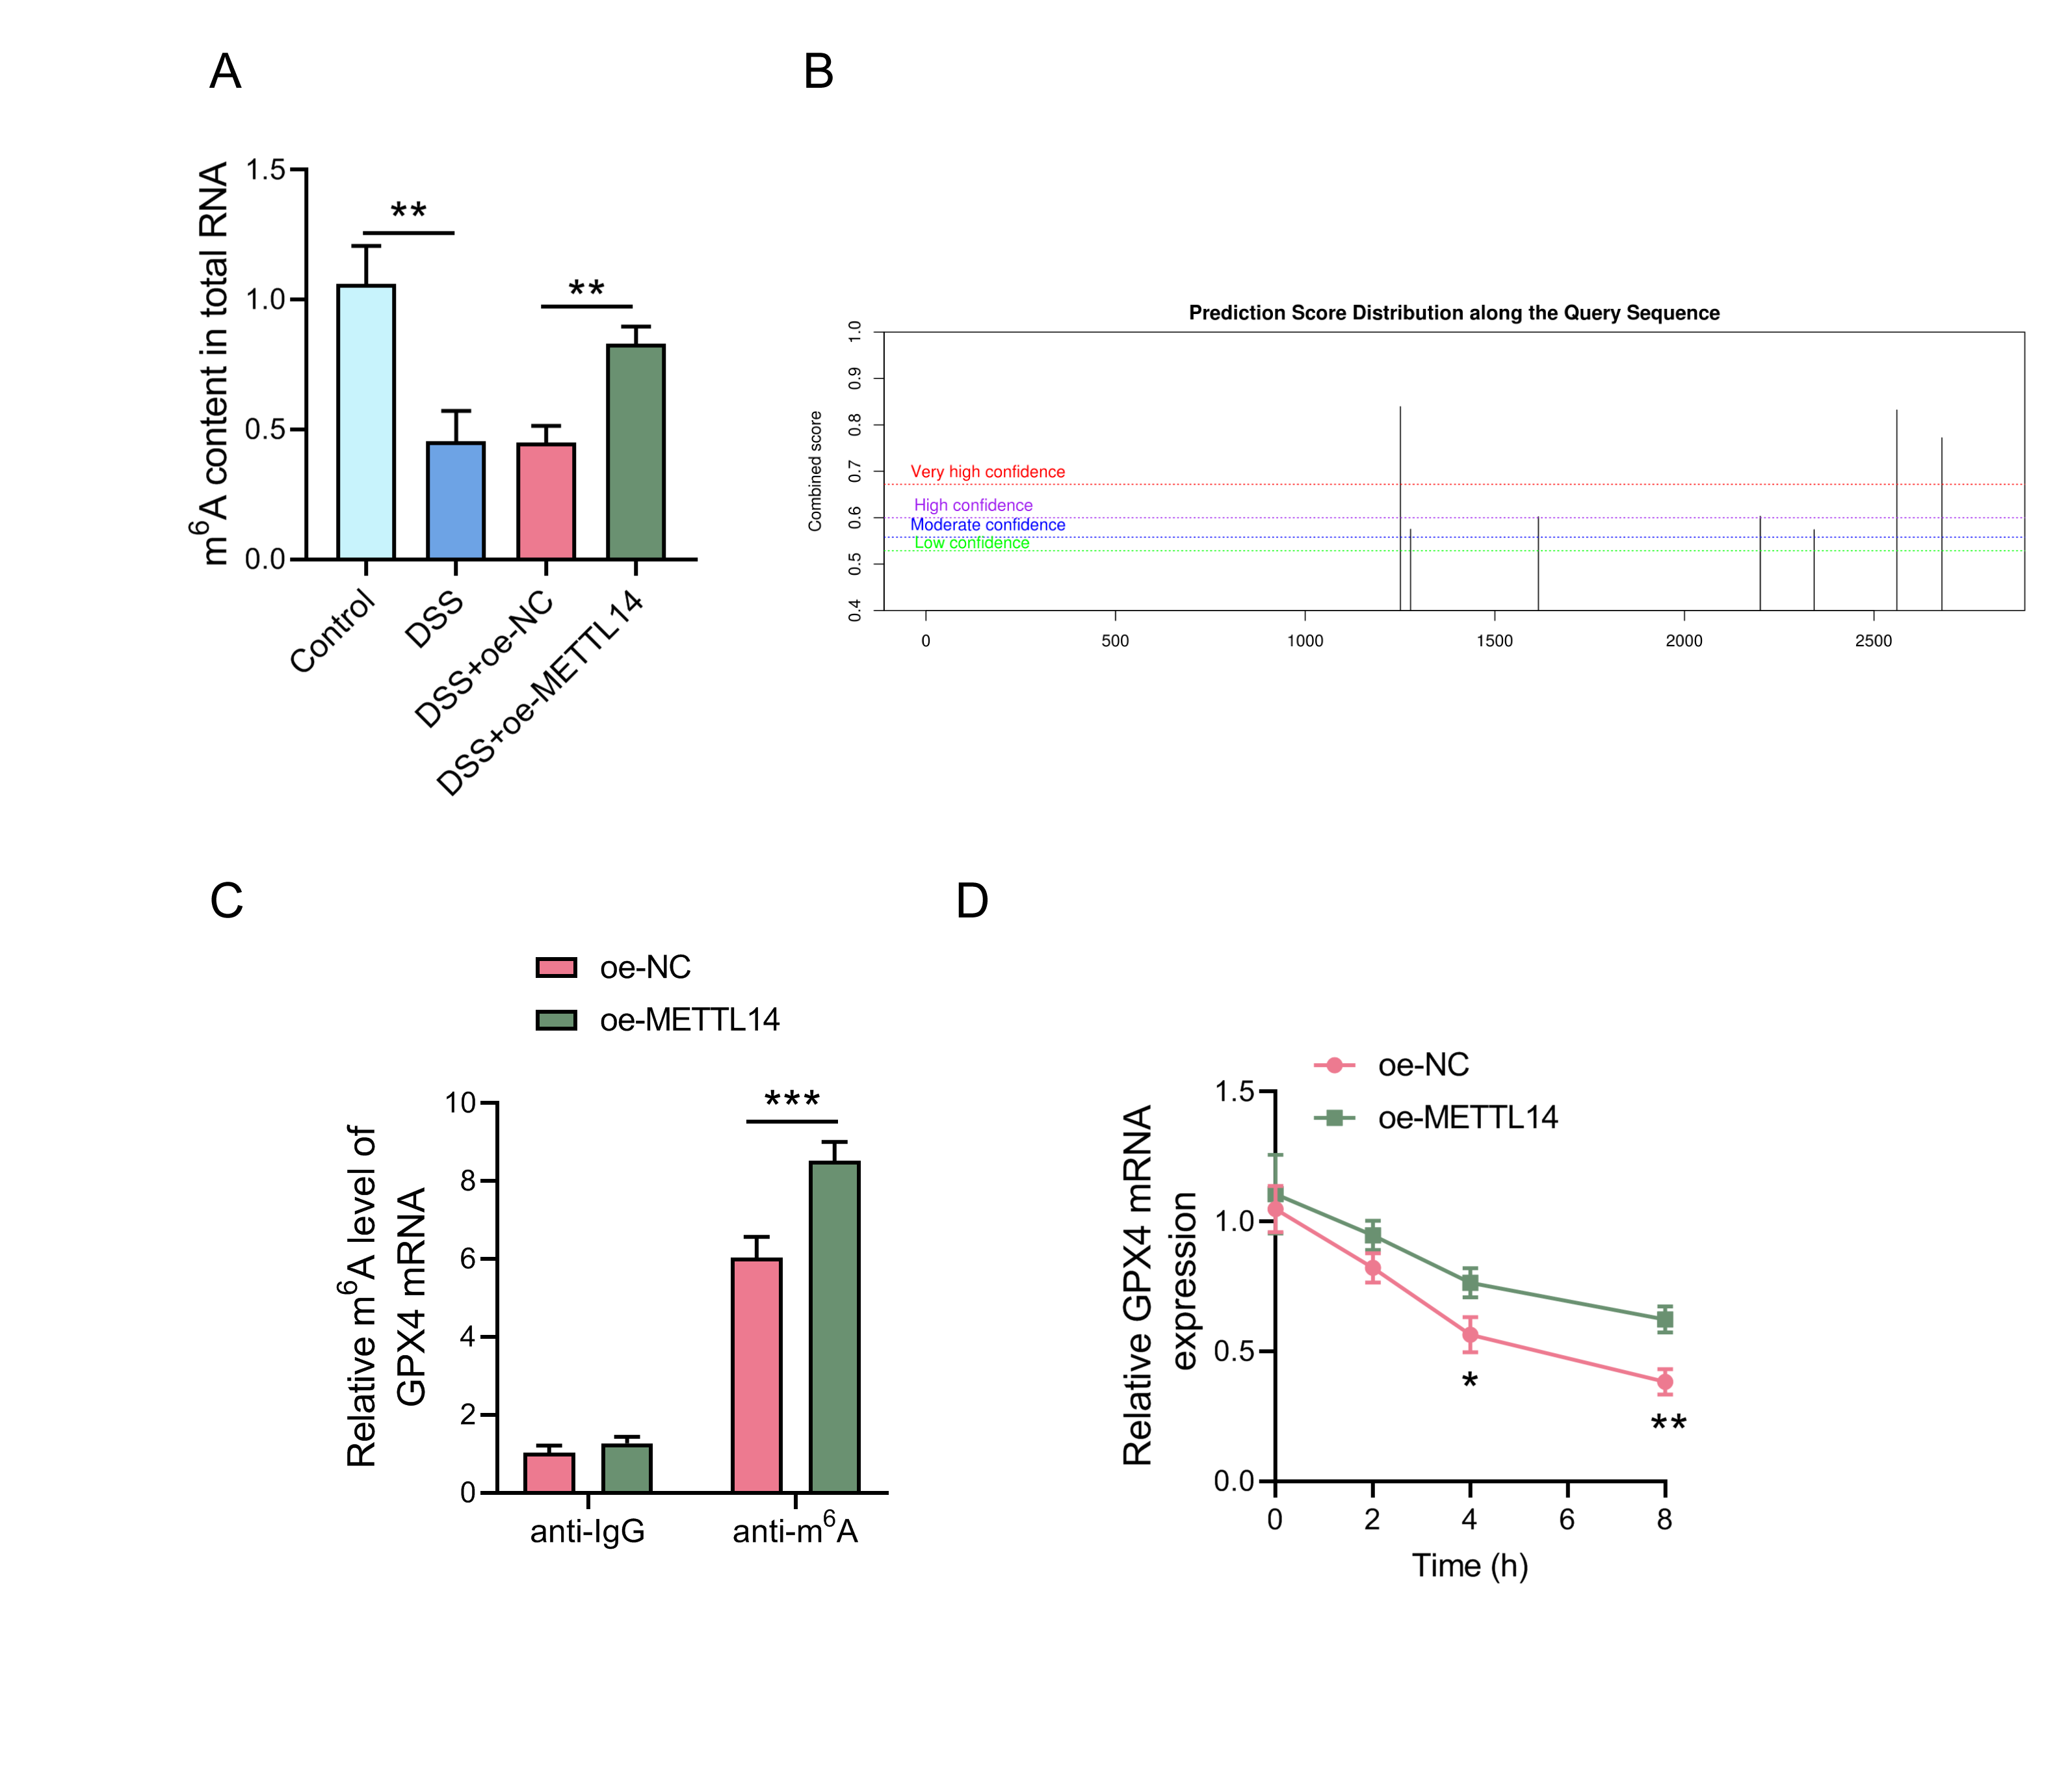 A
m6A content in total RNA
1.5
1.0
0.5
0.0
**
**
Control
DSS
DSS+oe-NC
DSS+oe-METTL14
B
Prediction Score Distribution along the Query Sequence
Combined score
1.0
0.9
0.8
0.7
0.6
0.5
0.4
Very high confidence
High confidence
Moderate confidence
Low confidence
0
500
1000
1500
2000
2500
C
oe-NC
oe-METTL14
Relative m6A level of
GPX4 mRNA
10
8
6
4
2
0
***
anti-IgG
anti-m6A
D
oe-NC
oe-METTL14
Relative GPX4 mRNA
expression
1.5
1.0
0.5
0.0
*
**
0
2
4
6
8
Time (h)